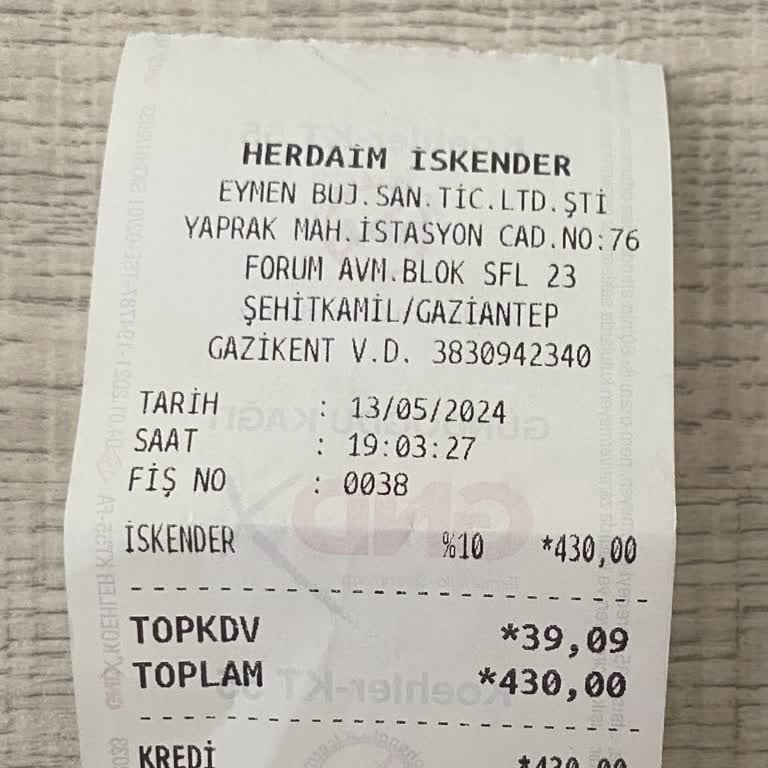 HERDAİM İSKENDER
EYMEN BUJ.SAN.TİC.LTD.ŞTİ
YAPRAK MAH.İSTASYON CAD.NO:76
FORUM AVM.BLOK SFL 23
ŞEHİTKAMİL/GAZİANTEP
GAZİKENT V.D. 3830942340
TARİH : 13/05/2024
SAAT : 19:03:27
FİŞ NO : 0038
İSKENDER %10 *430,00
TOPKDV *39,09
TOPLAM *430,00
KREDİ *430,00